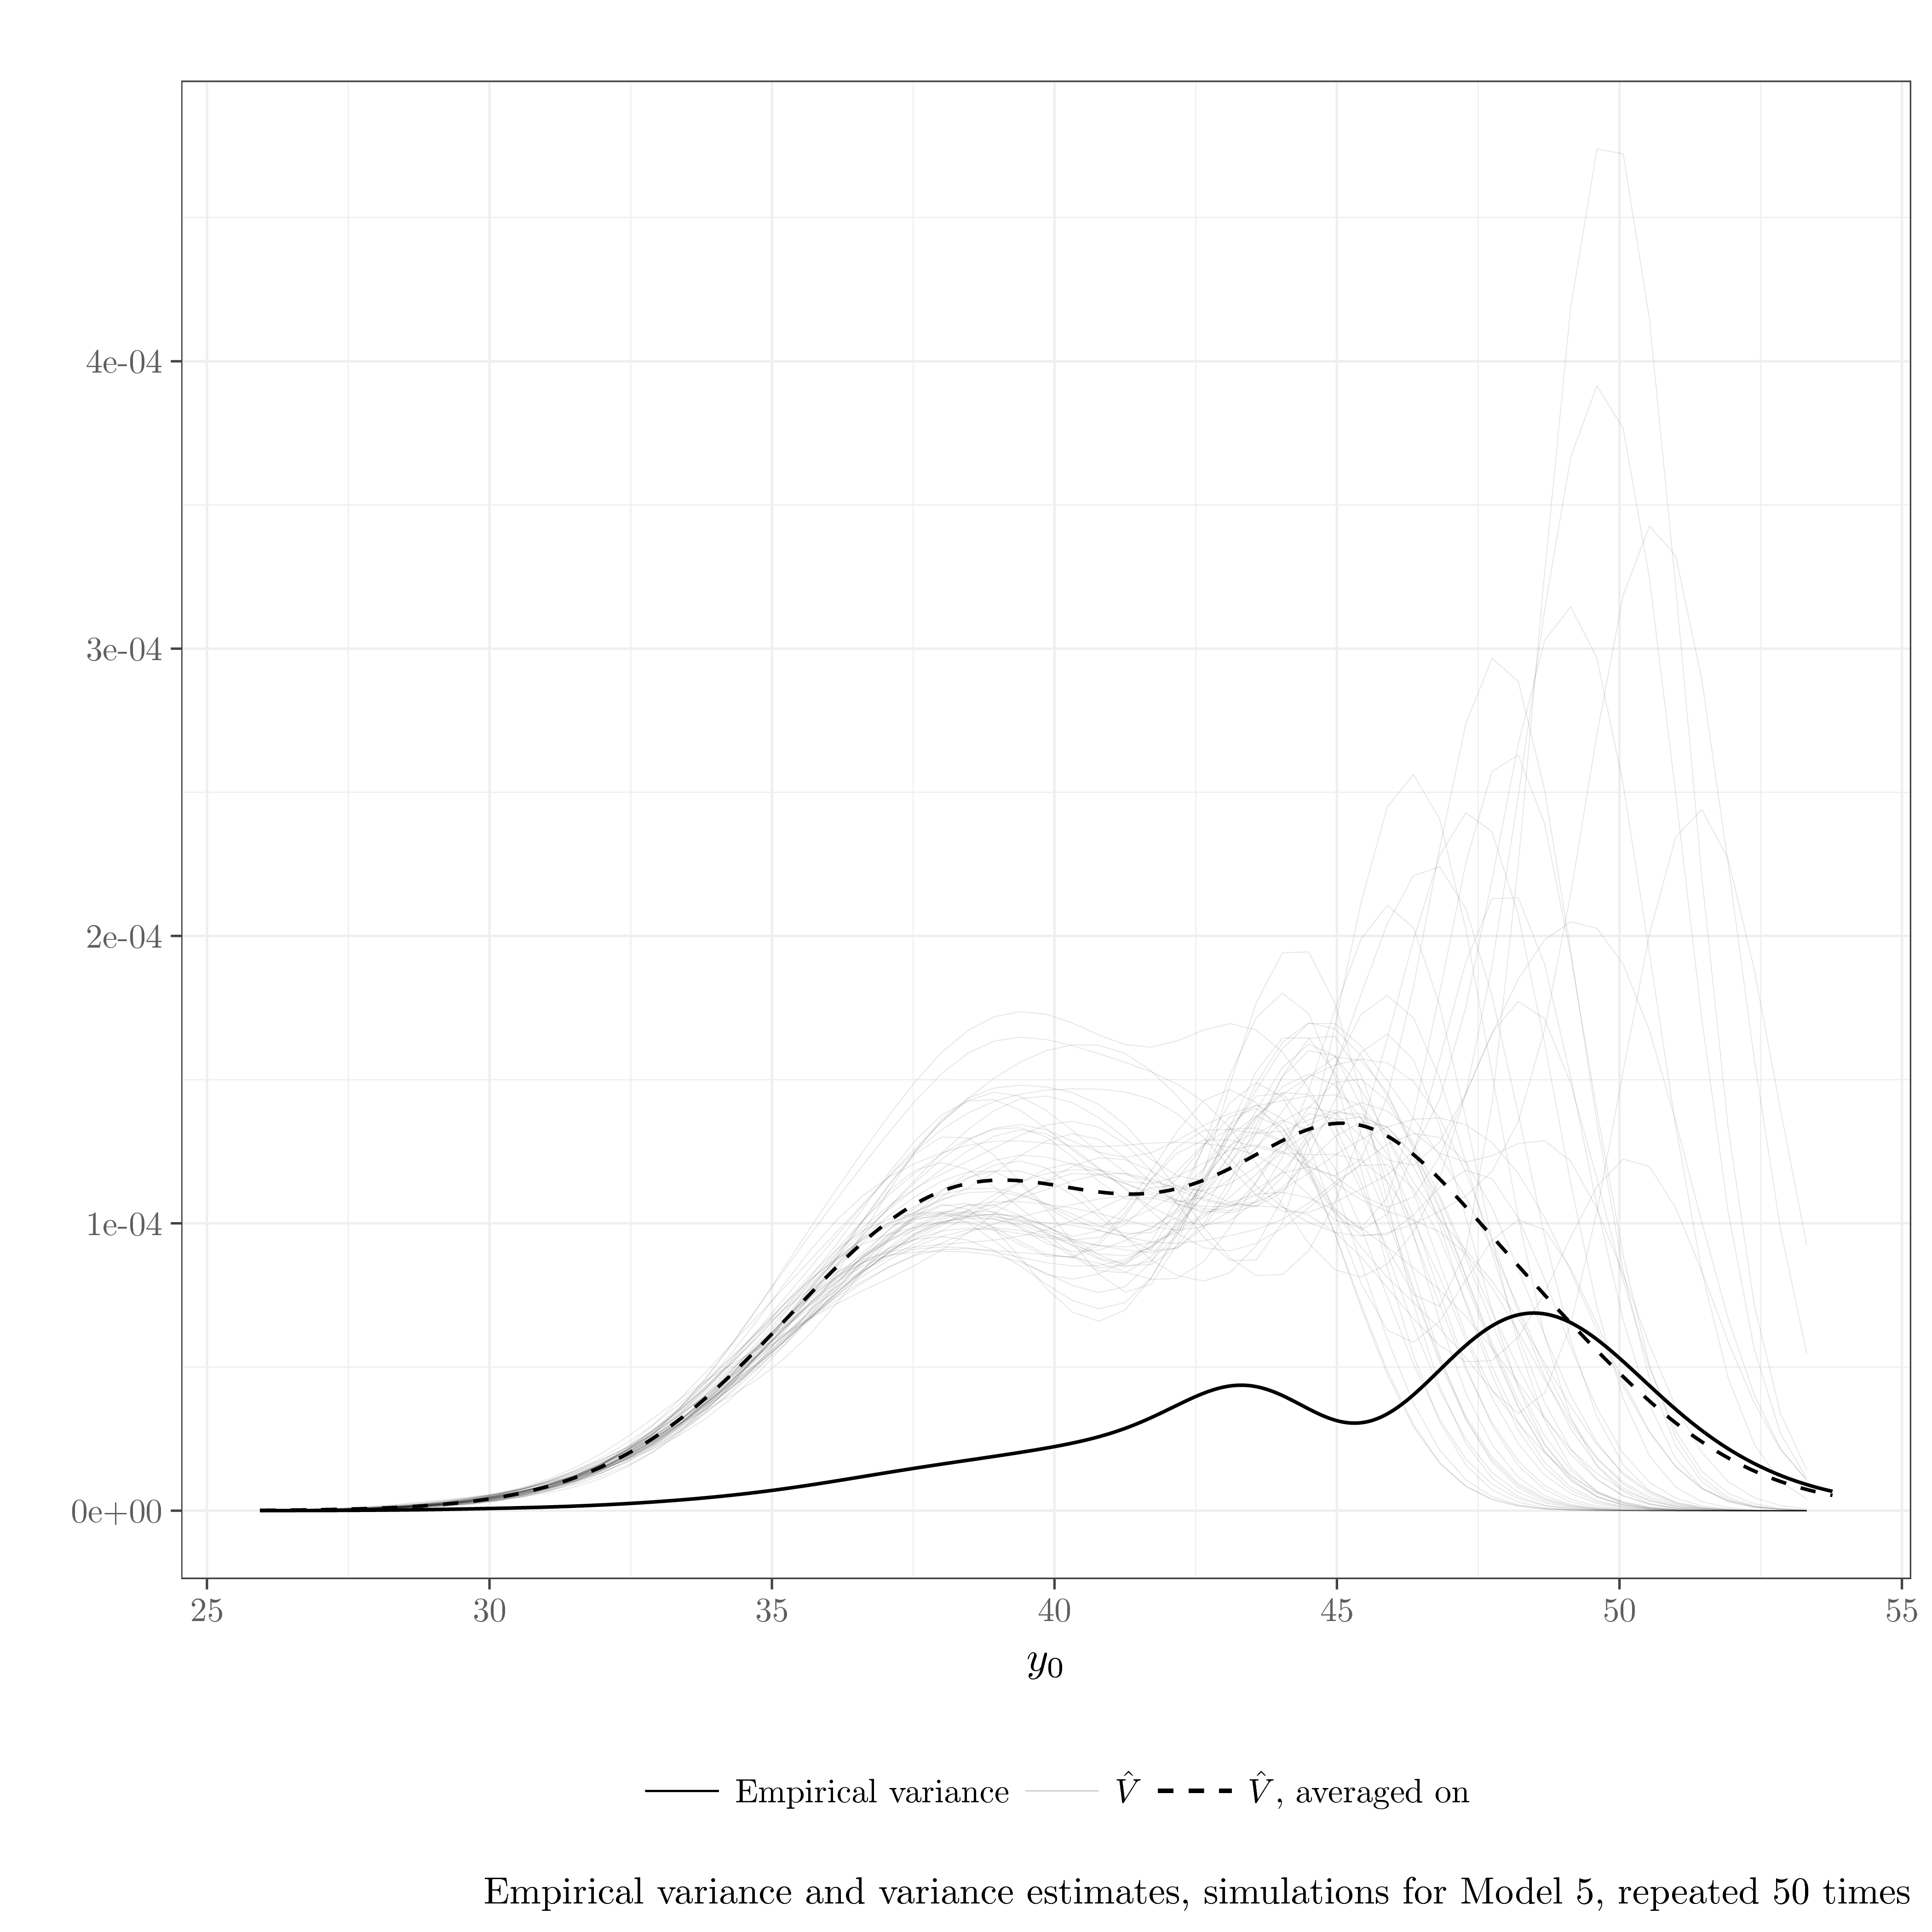 4e-04
3e-04
2e-04
1e-04
0e+00
25 30 35 40 45 50 55
y₀
Empirical variance V̂ V̂, averaged on
Empirical variance and variance estimates, simulations for Model 5, repeated 50 times